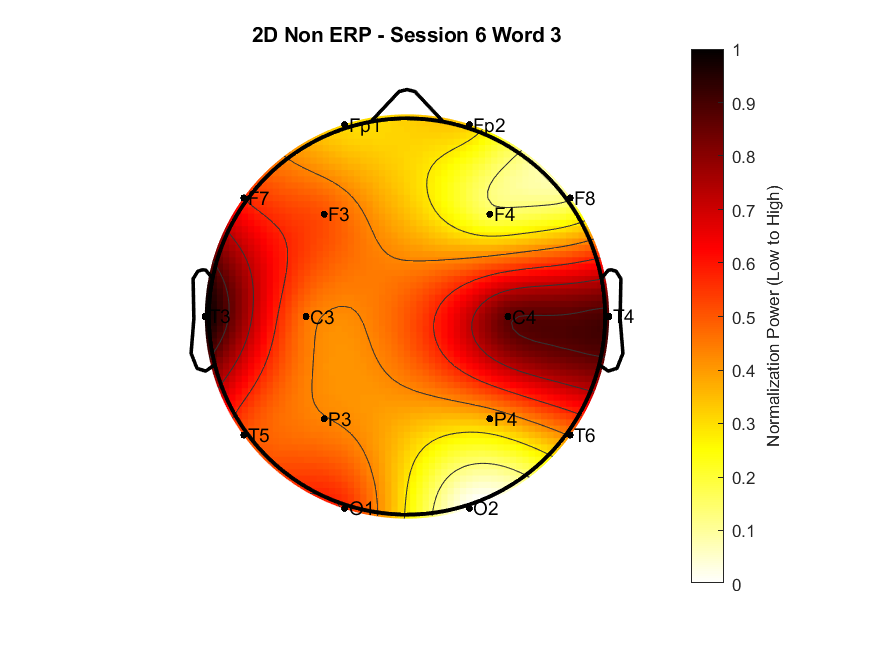 2D Non ERP - Session 6 Word 3
Fp1
Fp2
F7
F3
F4
F8
T3
C3
C4
T4
T5
P3
P4
T6
O1
O2
1
0.9
0.8
0.7
0.6
0.5
0.4
0.3
0.2
0.1
0
Normalization Power (Low to High)